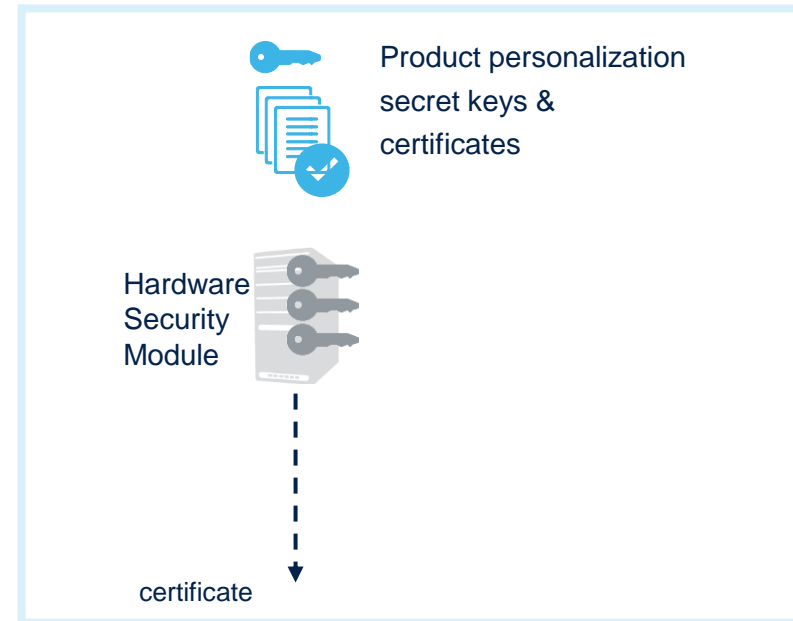 Product personalization
secret keys &
certificates
Hardware
Security
Module
certificate